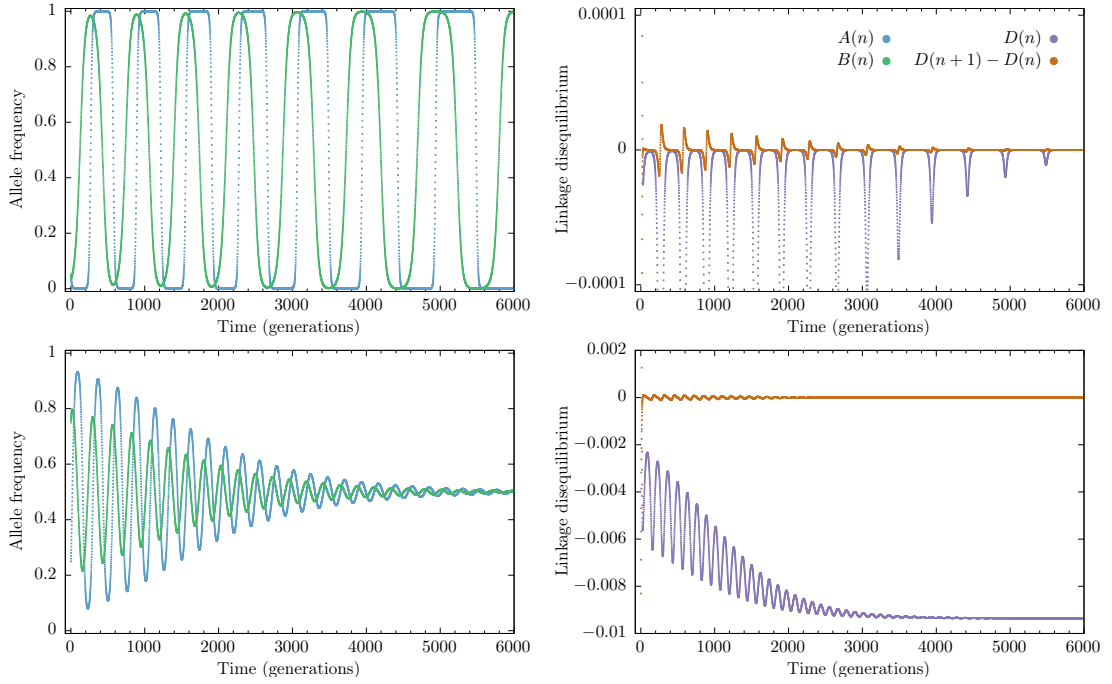 1
0.8
0.6
0.4
0.2
0
Allele frequency
0 1000 2000 3000 4000 5000 6000
Time (generations)
0.0001
0
−0.0001
Linkage disequilibrium
A(n) D(n)
B(n) D(n + 1) − D(n)
0 1000 2000 3000 4000 5000 6000
Time (generations)
1
0.8
0.6
0.4
0.2
0
Allele frequency
0 1000 2000 3000 4000 5000 6000
Time (generations)
0.002
0
−0.002
−0.004
−0.006
−0.008
−0.01
Linkage disequilibrium
0 1000 2000 3000 4000 5000 6000
Time (generations)